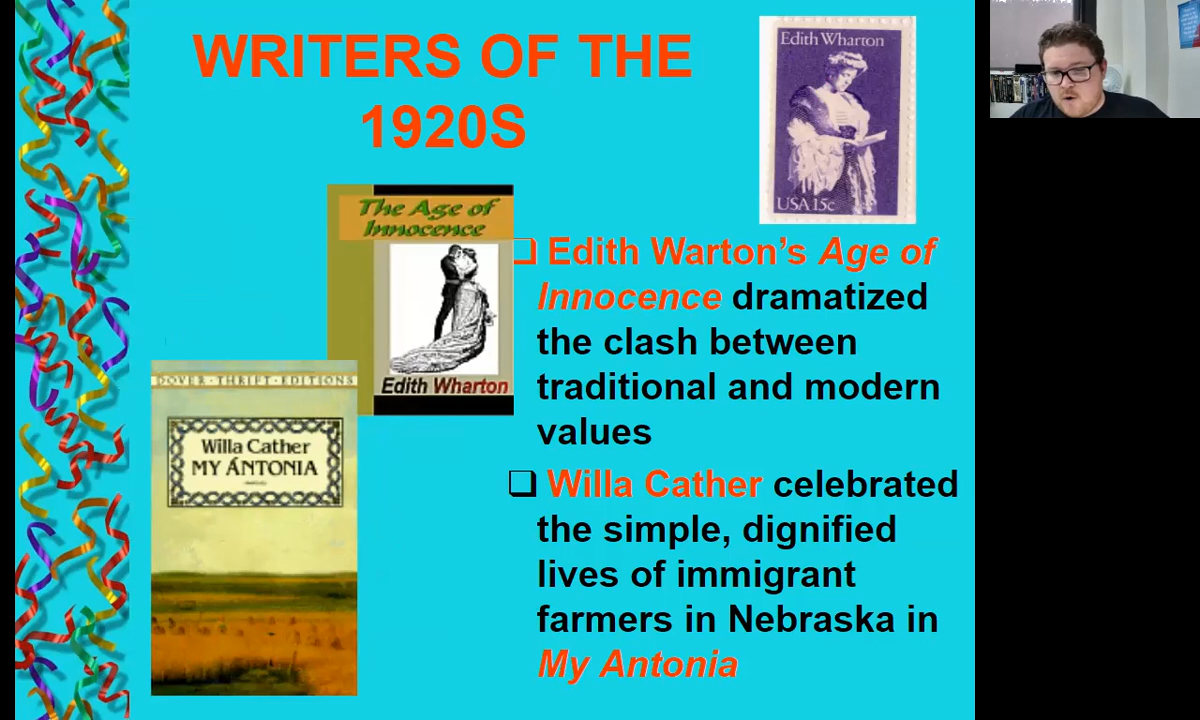 WRITERS OF THE
1920S
Edith Wharton
USA 15c
The Age of
Innocence
Edith Wharton
DOVER · THRIFT · EDITIONS
Willa Cather
MY ÁNTONIA
❑ Edith Warton’s Age of
Innocence dramatized
the clash between
traditional and modern
values
❑ Willa Cather celebrated
the simple, dignified
lives of immigrant
farmers in Nebraska in
My Antonia